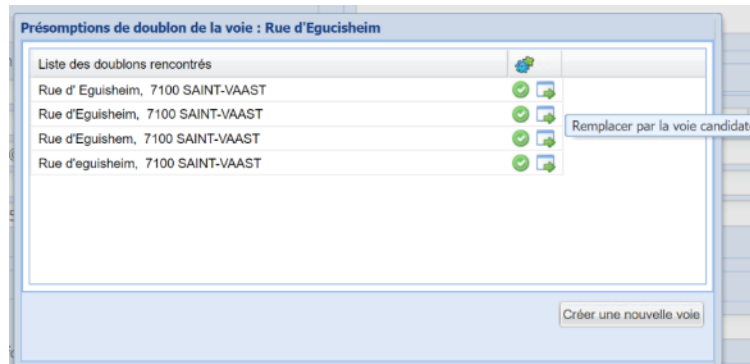 Présomptions de doublon de la voie : Rue d'Egucisheim
Liste des doublons rencontrés
Rue d' Eguisheim, 7100 SAINT-VAAST
Rue d'Eguisheim, 7100 SAINT-VAAST
Remplacer par la voie candidate
Rue d'Eguishem, 7100 SAINT-VAAST
Rue d'eguisheim, 7100 SAINT-VAAST
Créer une nouvelle voie